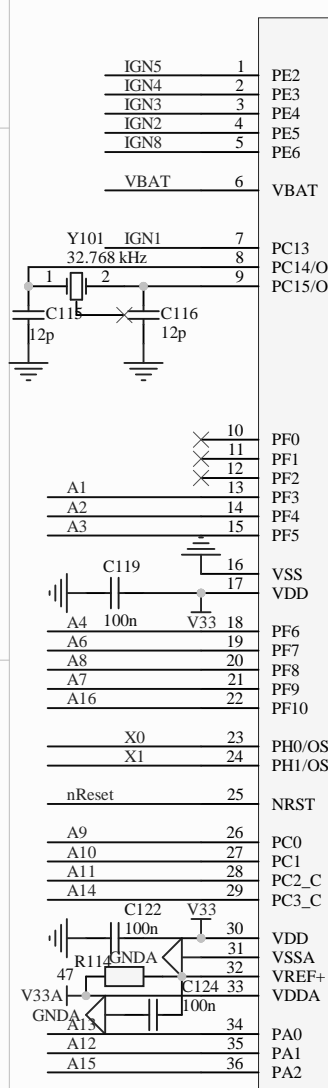 IGN5 1 PE2
IGN4 2 PE3
IGN3 3 PE4
IGN2 4 PE5
IGN8 5 PE6
VBAT 6 VBAT
Y101 IGN1 7 PC13
32.768 kHz 8 PC14/O
1 2 9 PC15/O
C115 C116
12p 12p
10 PF0
11 PF1
12 PF2
A1 13 PF3
A2 14 PF4
A3 15 PF5
C119 16 VSS
17 VDD
100n V33
A4 18 PF6
A6 19 PF7
A8 20 PF8
A7 21 PF9
A16 22 PF10
X0 23 PH0/OS
X1 24 PH1/OS
nReset 25 NRST
A9 26 PC0
A10 27 PC1
A11 28 PC2_C
A14 29 PC3_C
C122 V33
100n 30 VDD
R114 GNDA 31 VSSA
47 32 VREF+
V33A C124 33 VDDA
GNDA 100n
A13 34 PA0
A12 35 PA1
A15 36 PA2